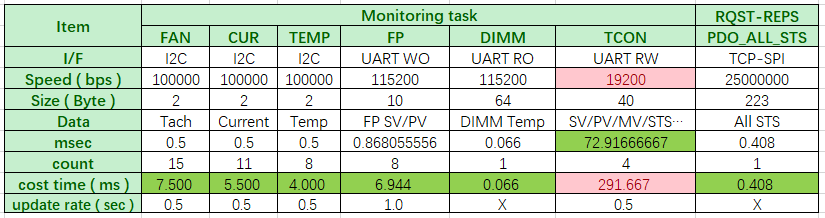 Item Monitoring task RQST-REPS
FAN CUR TEMP FP DIMM TCON PDO_ALL_STS
I/F I2C I2C I2C UART WO UART RO UART RW TCP-SPI
Speed ( bps ) 100000 100000 100000 115200 115200 19200 25000000
Size ( Byte ) 2 2 2 10 64 40 223
Data Tach Current Temp FP SV/PV DIMM Temp SV/PV/MV/STS··· All STS
msec 0.5 0.5 0.5 0.868055556 0.066 72.91666667 0.408
count 15 11 8 8 1 4 1
cost time ( ms ) 7.500 5.500 4.000 6.944 0.066 291.667 0.408
update rate ( sec ) 0.5 0.5 0.5 1.0 X 0.5 X